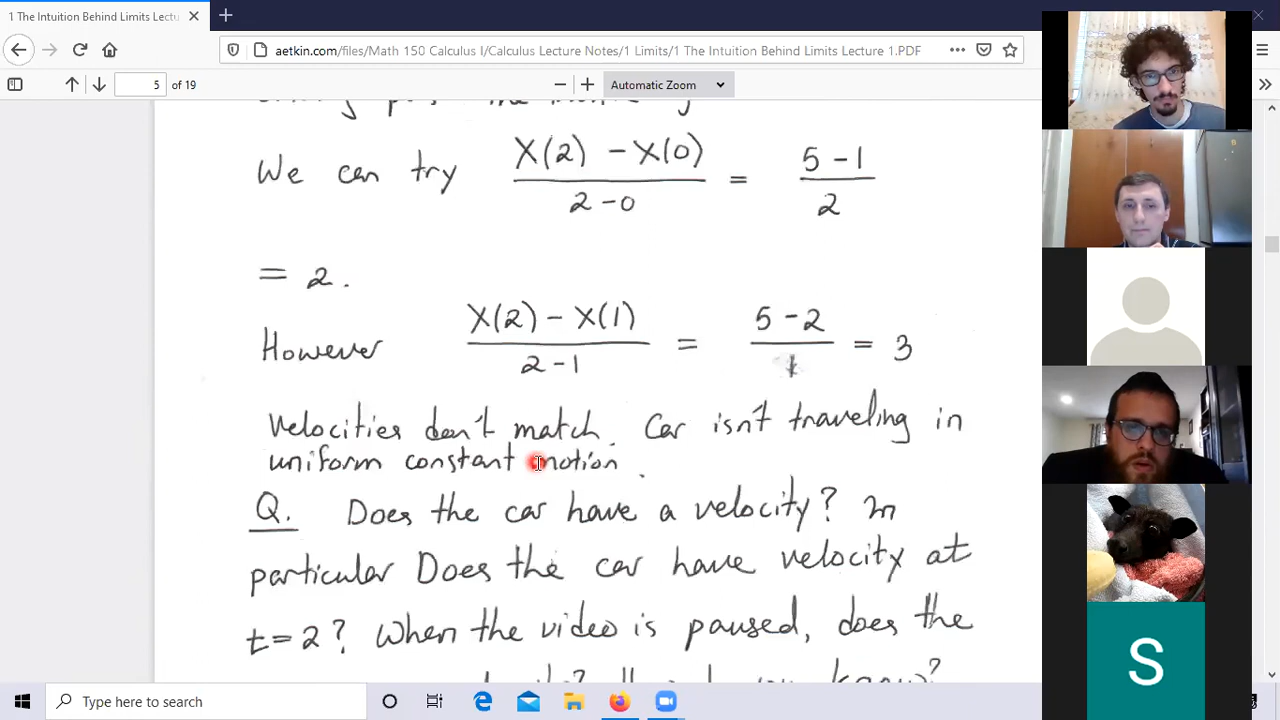 1 The Intuition Behind Limits Lectu
aetkin.com/files/Math 150 Calculus I/Calculus Lecture Notes/1 Limits/1 The Intuition Behind Limits Lecture 1.PDF
5 of 19
Automatic Zoom
We can try X(2) - X(0) / 2 - 0 = 5 - 1 / 2
= 2.
However X(2) - X(1) / 2 - 1 = 5 - 2 / 1 = 3
Velocities don't match. Car isn't traveling in
uniform constant motion.
Q. Does the car have a velocity? In
particular Does the car have velocity at
t = 2? When the video is paused, does the
S
Type here to search